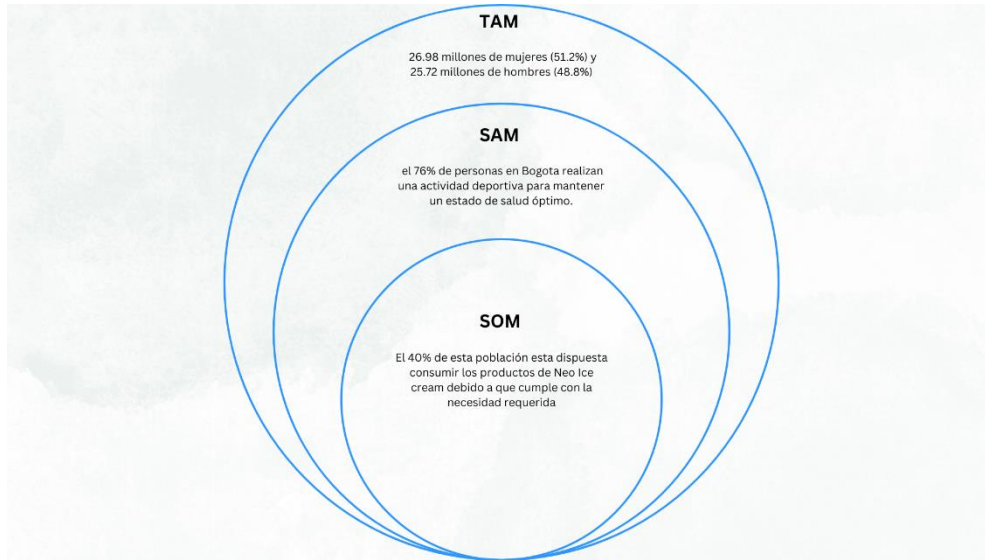 TAM
26.98 millones de mujeres (51.2%) y
25.72 millones de hombres (48.8%)
SAM
el 76% de personas en Bogota realizan
una actividad deportiva para mantener
un estado de salud óptimo.
SOM
El 40% de esta población esta dispuesta
consumir los productos de Neo Ice
cream debido a que cumple con la
necesidad requerida